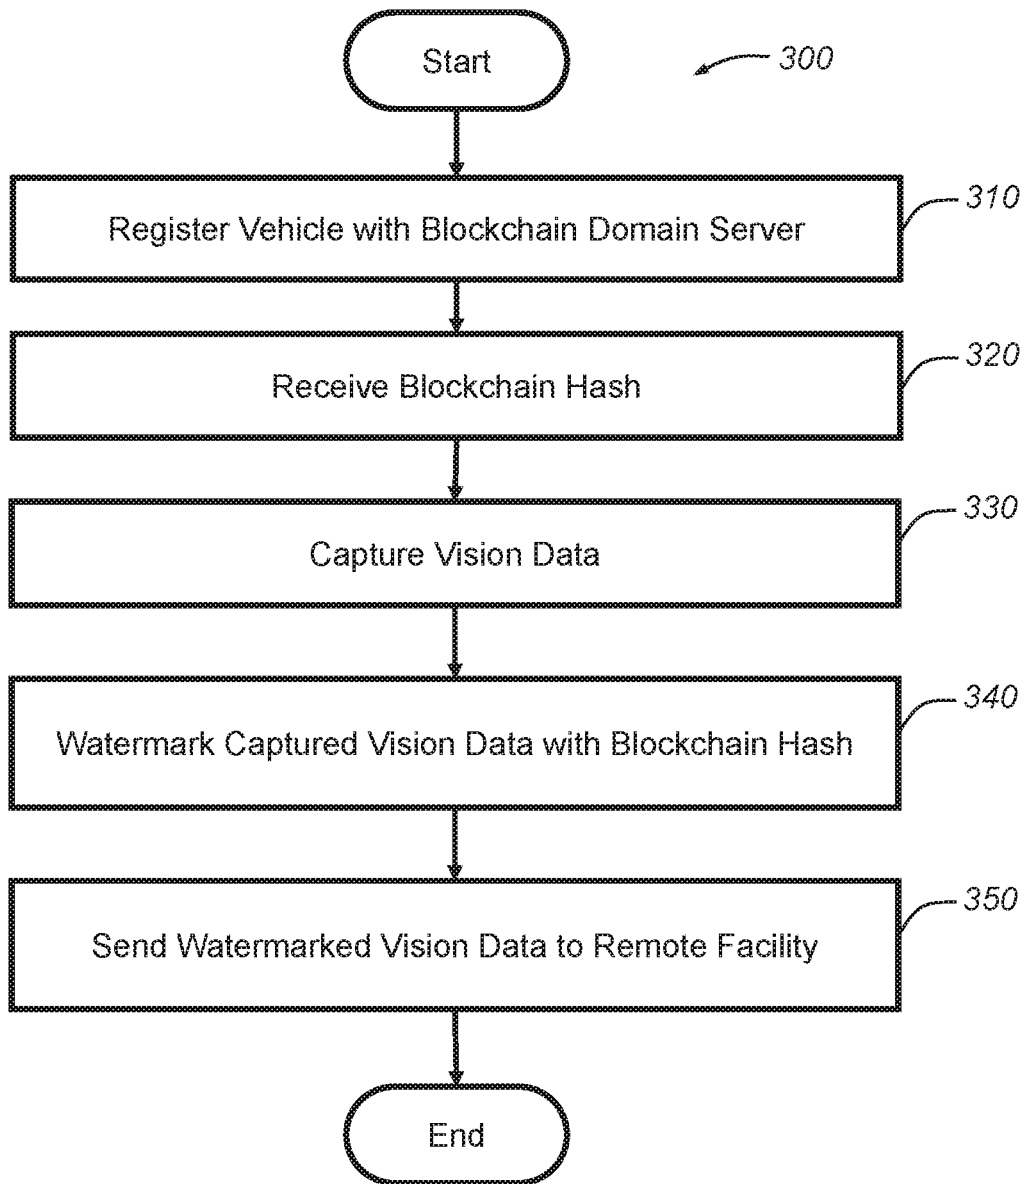 Start
300
Register Vehicle with Blockchain Domain Server
310
Receive Blockchain Hash
320
Capture Vision Data
330
Watermark Captured Vision Data with Blockchain Hash
340
Send Watermarked Vision Data to Remote Facility
350
End